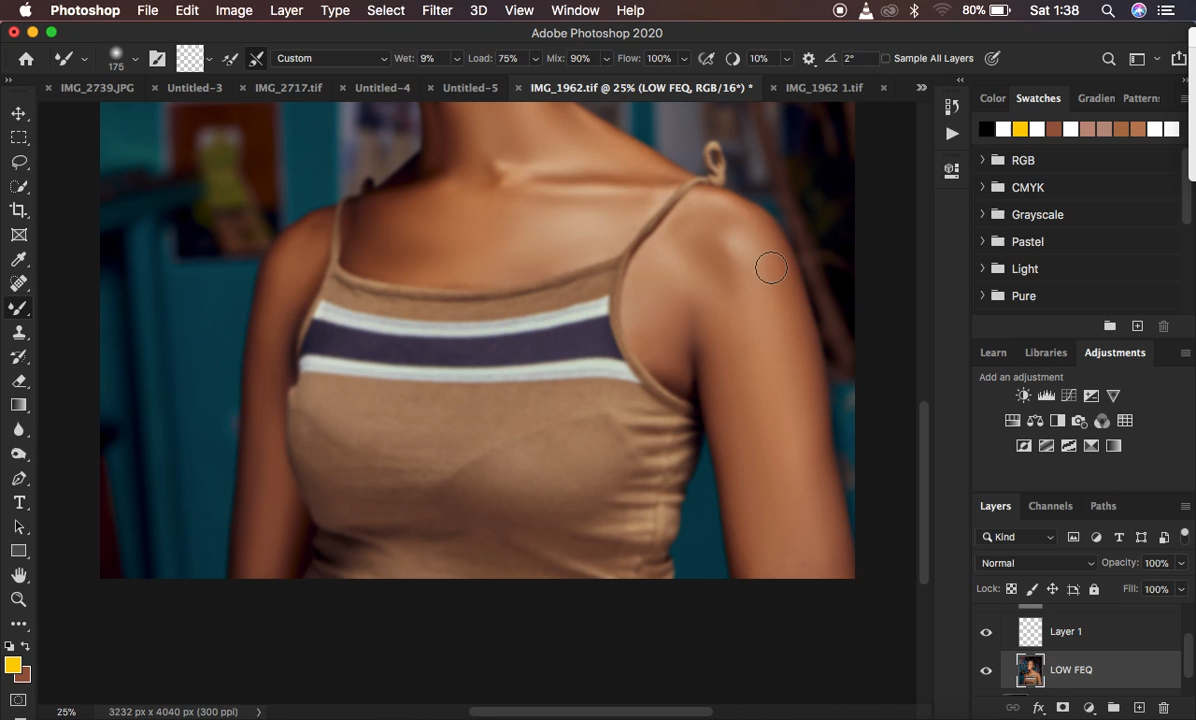 Photoshop File Edit Image Layer Type Select Filter 3D View Window Help 80% Sat 1:38
Adobe Photoshop 2020
175 Custom Wet: 9% Load: 75% Mix: 90% Flow: 100% 10% 2° Sample All Layers
IMG_2739.JPG Untitled-3 IMG_2717.tif Untitled-4 Untitled-5 IMG_1962.tif @ 25% (LOW FEQ, RGB/16*) * IMG_1962 1.tif
Color Swatches Gradien Pattern:
RGB
CMYK
Grayscale
Pastel
Light
Pure
Learn Libraries Adjustments
Add an adjustment
Layers Channels Paths
Kind
Normal Opacity: 100%
Lock: Fill: 100%
Layer 1
LOW FEQ
25% 3232 px x 4040 px (300 ppi)